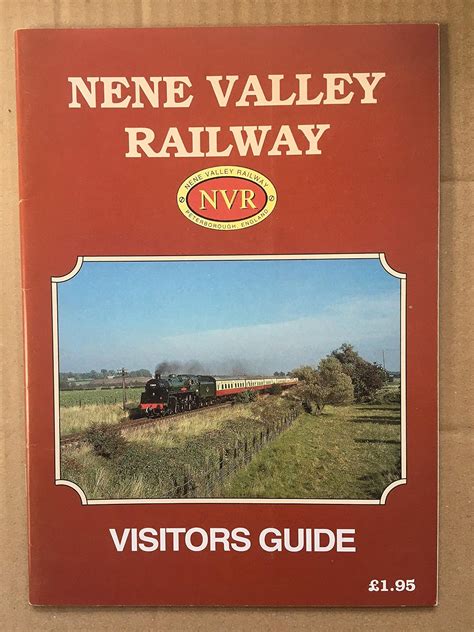 NENE VALLEY
RAILWAY
NENE VALLEY RAILWAY
NVR
PETERBOROUGH, ENGLAND
VISITORS GUIDE
£1.95